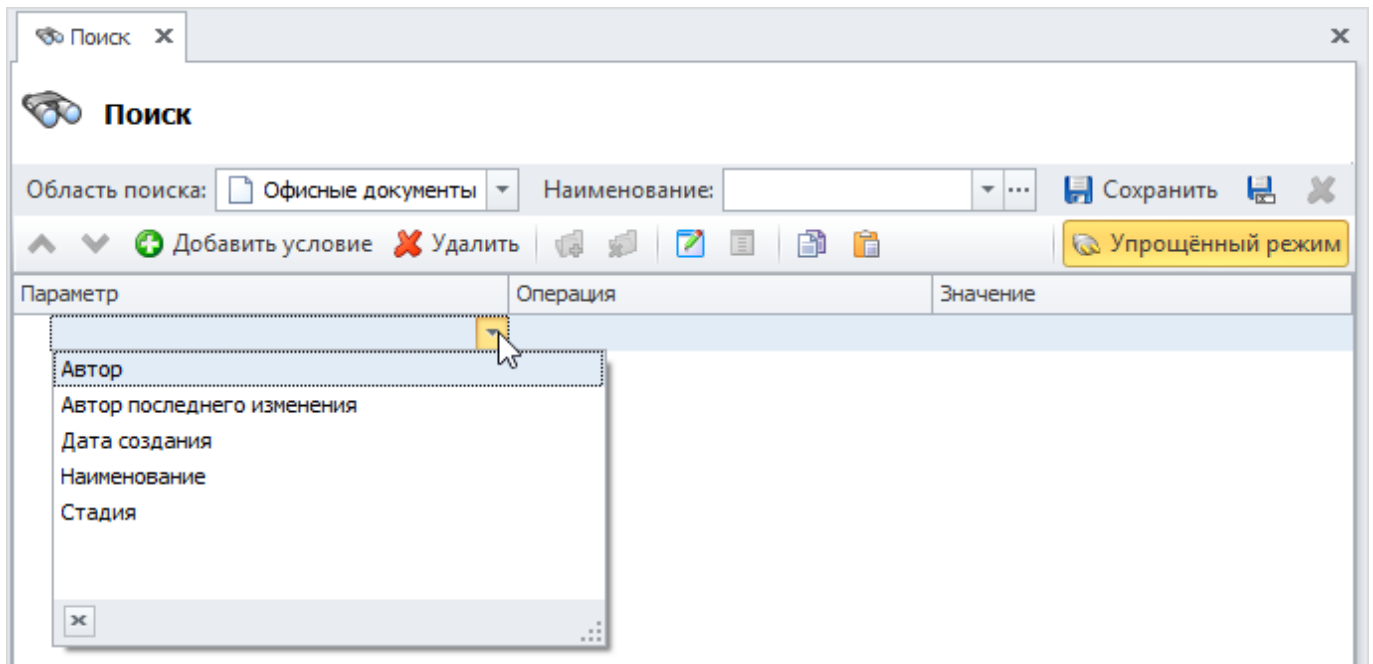 Поиск
Поиск
Область поиска: Офисные документы Наименование: Сохранить
Добавить условие Удалить Упрощённый режим
Параметр Операция Значение
Автор
Автор последнего изменения
Дата создания
Наименование
Стадия